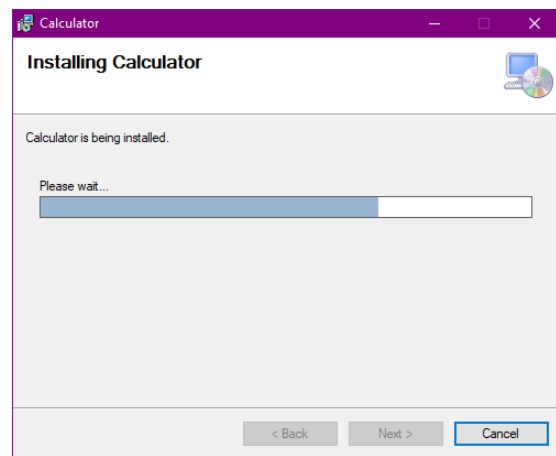 Calculator
Installing Calculator
Calculator is being installed.
Please wait...
< Back Next > Cancel